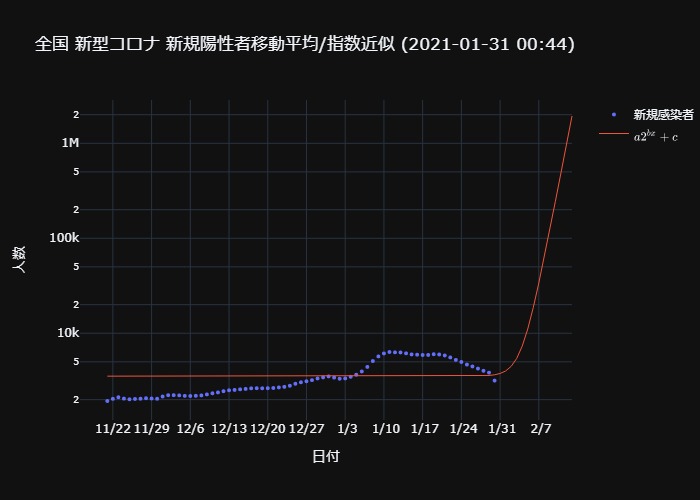 全国 新型コロナ 新規陽性者移動平均/指数近似 (2021-01-31 00:44)
新規感染者
a2^{bx} + c
人数
2
1M
5
2
100k
5
2
10k
5
2
11/22 11/29 12/6 12/13 12/20 12/27 1/3 1/10 1/17 1/24 1/31 2/7
日付